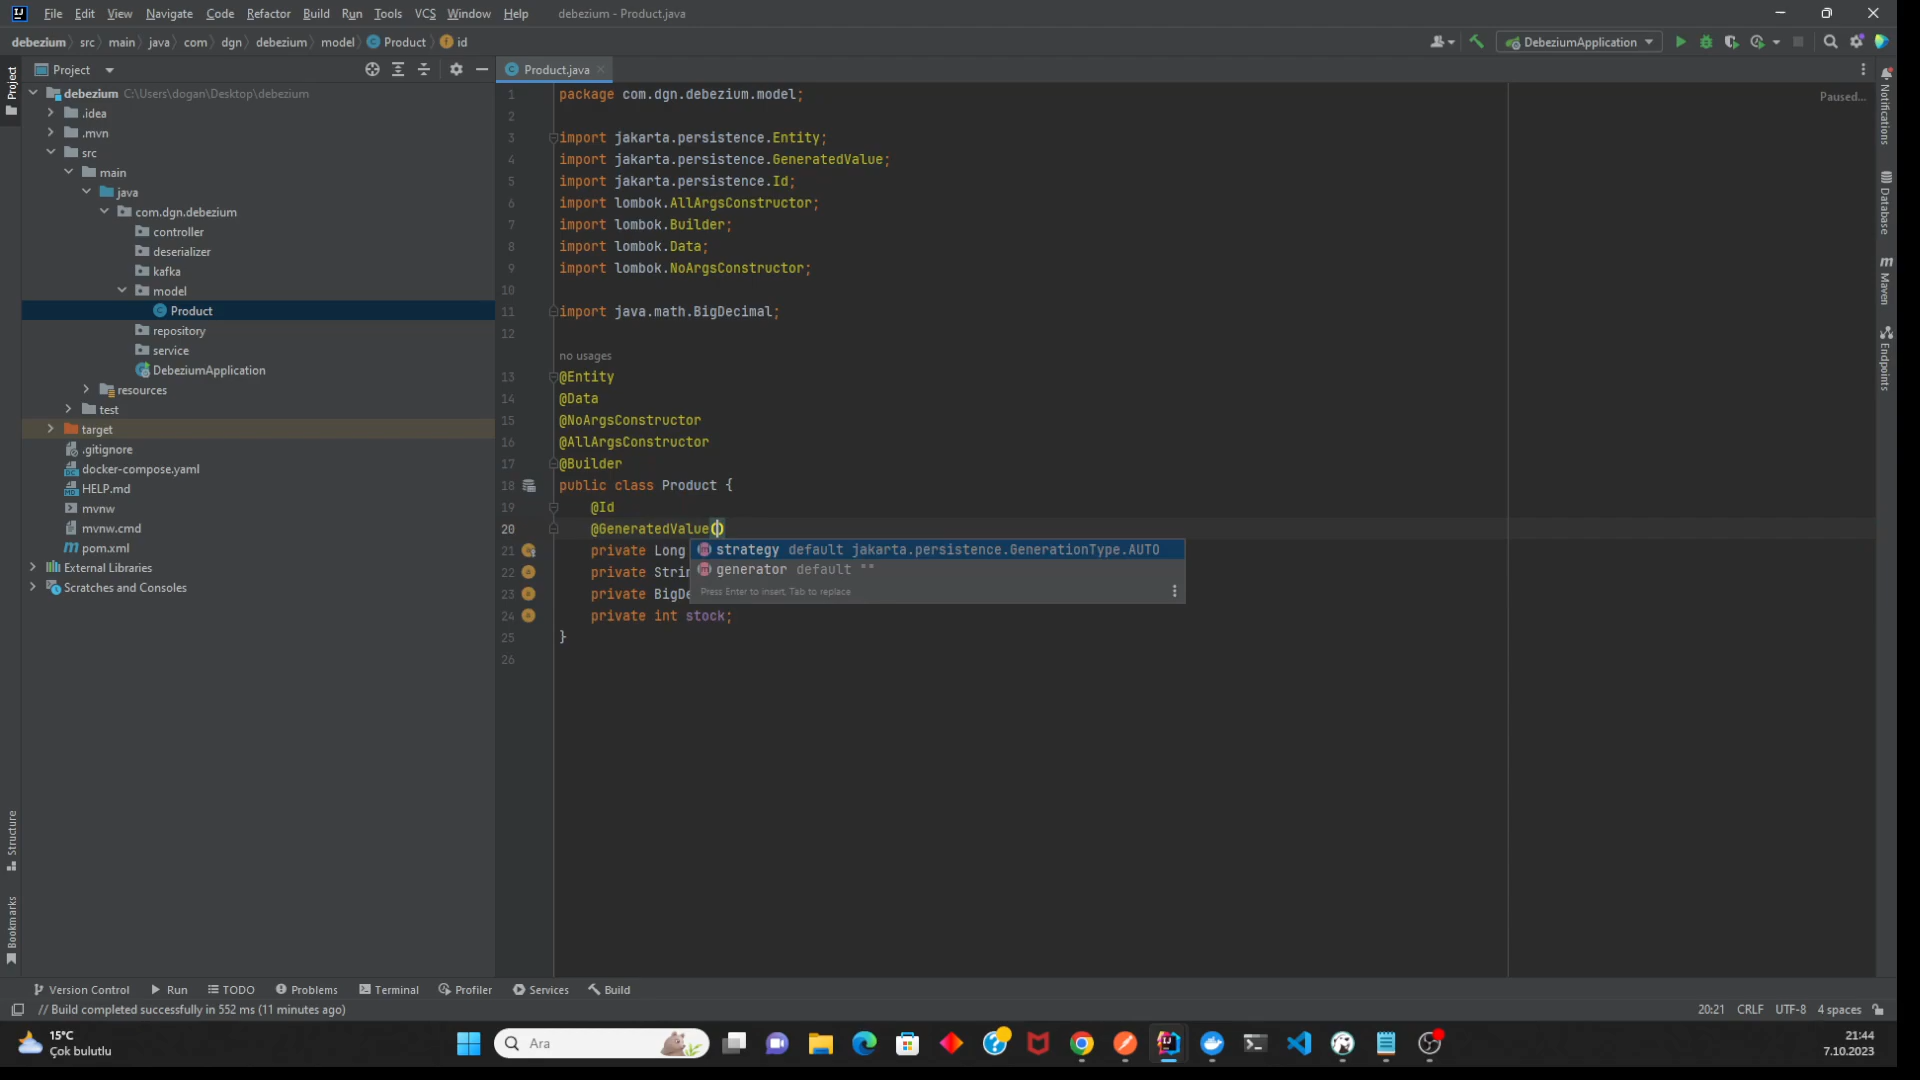 File Edit View Navigate Code Refactor Build Run Tools VCS Window Help debezium - Product.java
debezium src main java com dgn debezium model Product id
DebeziumApplication
Project
Product.java
Project
debezium C:\Users\dogan\Desktop\debezium
.idea
.mvn
src
main
java
com.dgn.debezium
controller
deserializer
kafka
model
Product
repository
service
DebeziumApplication
resources
test
target
.gitignore
docker-compose.yaml
HELP.md
mvnw
mvnw.cmd
pom.xml
External Libraries
Scratches and Consoles
Structure
Bookmarks
1 package com.dgn.debezium.model;
2
3 import jakarta.persistence.Entity;
4 import jakarta.persistence.GeneratedValue;
5 import jakarta.persistence.Id;
6 import lombok.AllArgsConstructor;
7 import lombok.Builder;
8 import lombok.Data;
9 import lombok.NoArgsConstructor;
10
11 import java.math.BigDecimal;
12
no usages
13 @Entity
14 @Data
15 @NoArgsConstructor
16 @AllArgsConstructor
17 @Builder
18 public class Product {
19 @Id
20 @GeneratedValue()
21 private Long
22 private Strin
23 private BigDe
24 private int stock;
25 }
26
strategy default jakarta.persistence.GenerationType.AUTO
generator default ""
Press Enter to insert, Tab to replace
Paused...
Notifications
Database
Maven
Endpoints
Version Control Run TODO Problems Terminal Profiler Services Build
// Build completed successfully in 552 ms (11 minutes ago)
20:21 CRLF UTF-8 4 spaces
15°C
Çok bulutlu
Ara
21:44
7.10.2023